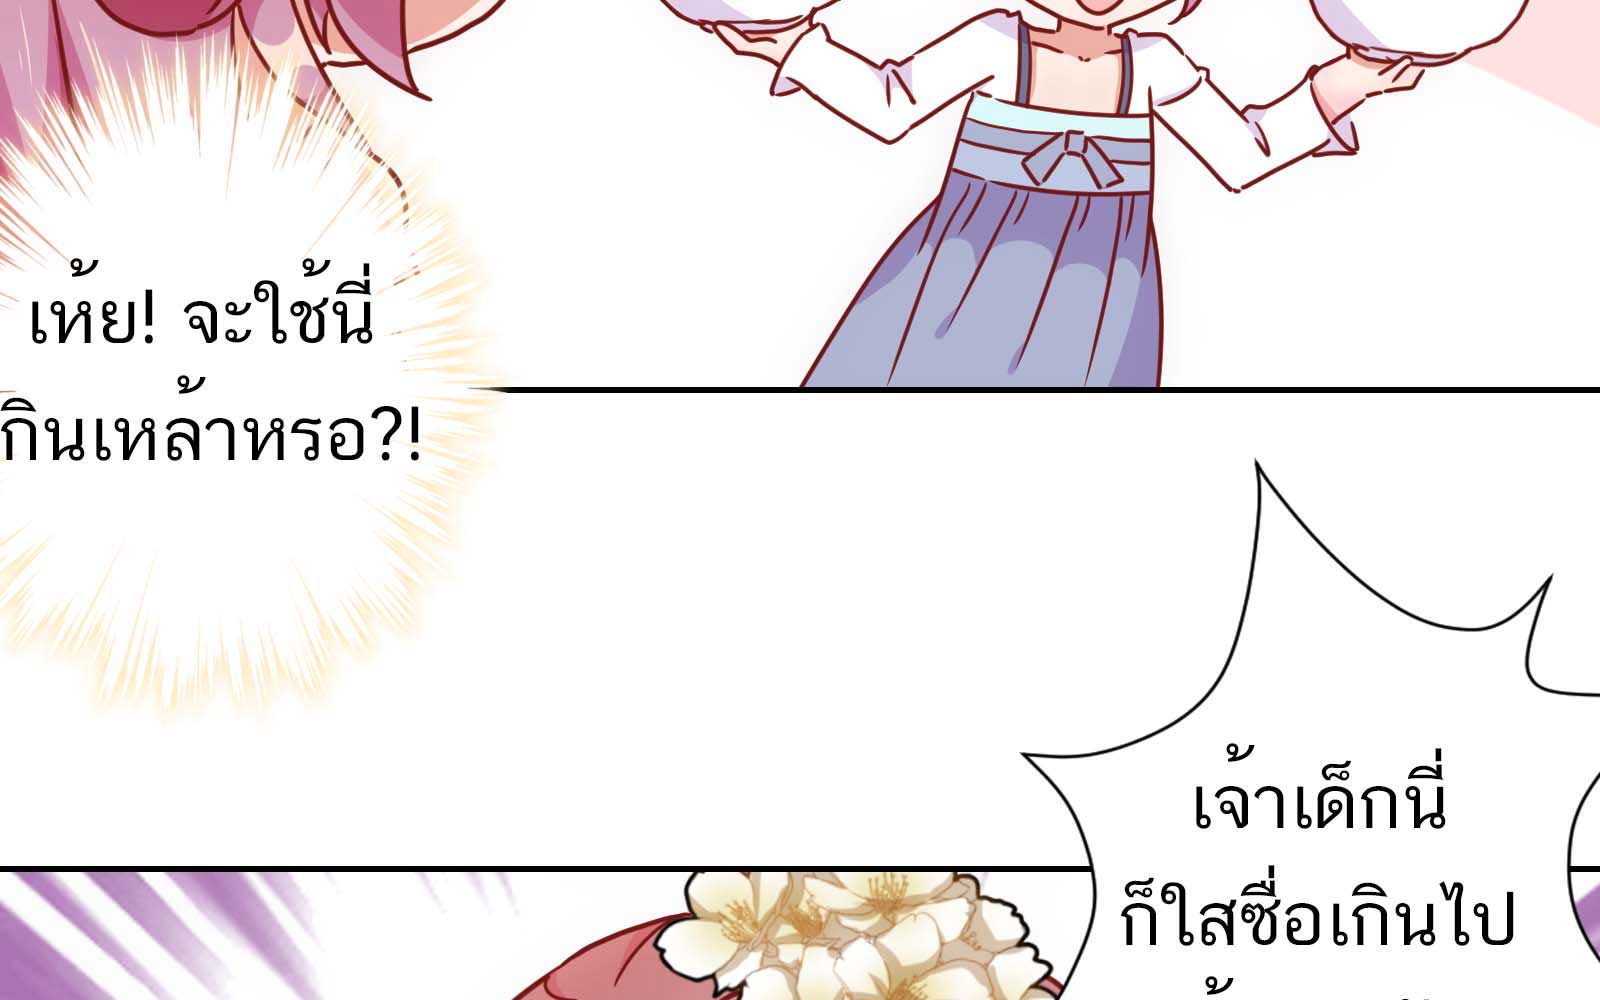 เห้ย! จะใช้นี่
กินเหล้าหรอ?!
เจ้าเด็กนี่
ก็ใสซื่อเกินไป